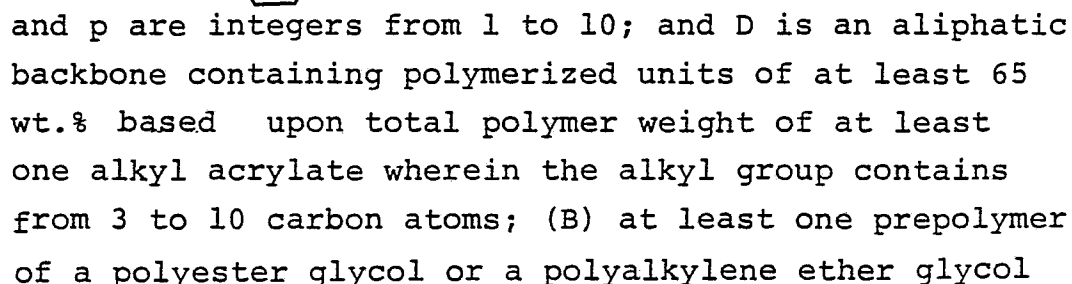 and p are integers from 1 to 10; and D is an aliphatic
backbone containing polymerized units of at least 65
wt.% based upon total polymer weight of at least
one alkyl acrylate wherein the alkyl group contains
from 3 to 10 carbon atoms; (B) at least one prepolymer
of a polyester glycol or a polyalkylene ether glycol